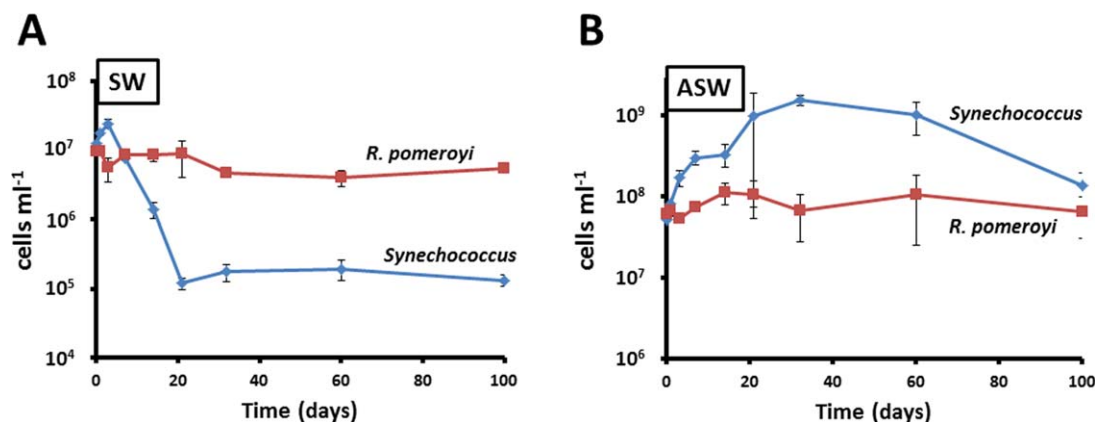 A
SW
10⁸
10⁷
10⁶
10⁵
10⁴
cells ml⁻¹
R. pomeroyi
Synechococcus
0 20 40 60 80 100
Time (days)
B
ASW
10⁹
10⁸
10⁷
10⁶
cells ml⁻¹
Synechococcus
R. pomeroyi
0 20 40 60 80 100
Time (days)